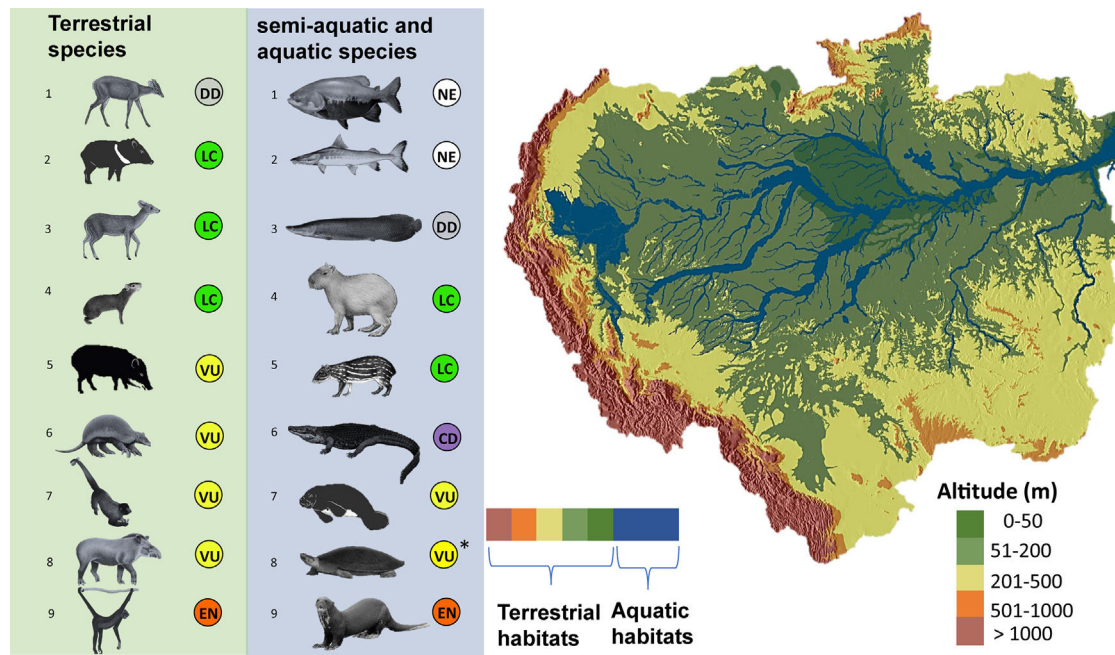 Terrestrial
species
1 DD
2 LC
3 LC
4 LC
5 VU
6 VU
7 VU
8 VU
9 EN
semi-aquatic and
aquatic species
1 NE
2 NE
3 DD
4 LC
5 LC
6 CD
7 VU
8 VU*
9 EN
Terrestrial
habitats
Aquatic
habitats
Altitude (m)
0-50
51-200
201-500
501-1000
> 1000